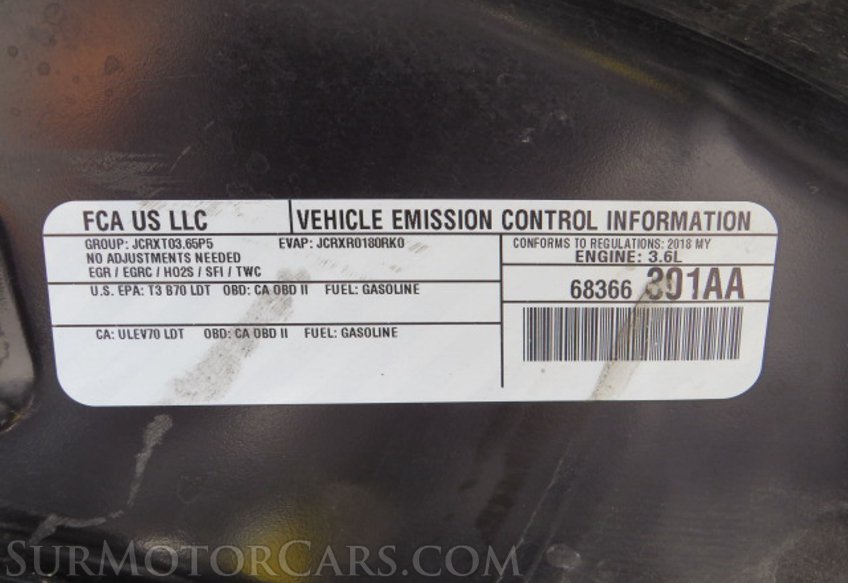 FCA US LLC VEHICLE EMISSION CONTROL INFORMATION
GROUP: JCRXT03.65P5 EVAP: JCRXR0180RK0
NO ADJUSTMENTS NEEDED
EGR / EGRC / HO2S / SFI / TWC
CONFORMS TO REGULATIONS: 2018 MY
ENGINE: 3.6L
68366 301AA
U.S. EPA: T3 B70 LDT OBD: CA OBD II FUEL: GASOLINE
CA: ULEV70 LDT OBD: CA OBD II FUEL: GASOLINE
SurMotorCars.com